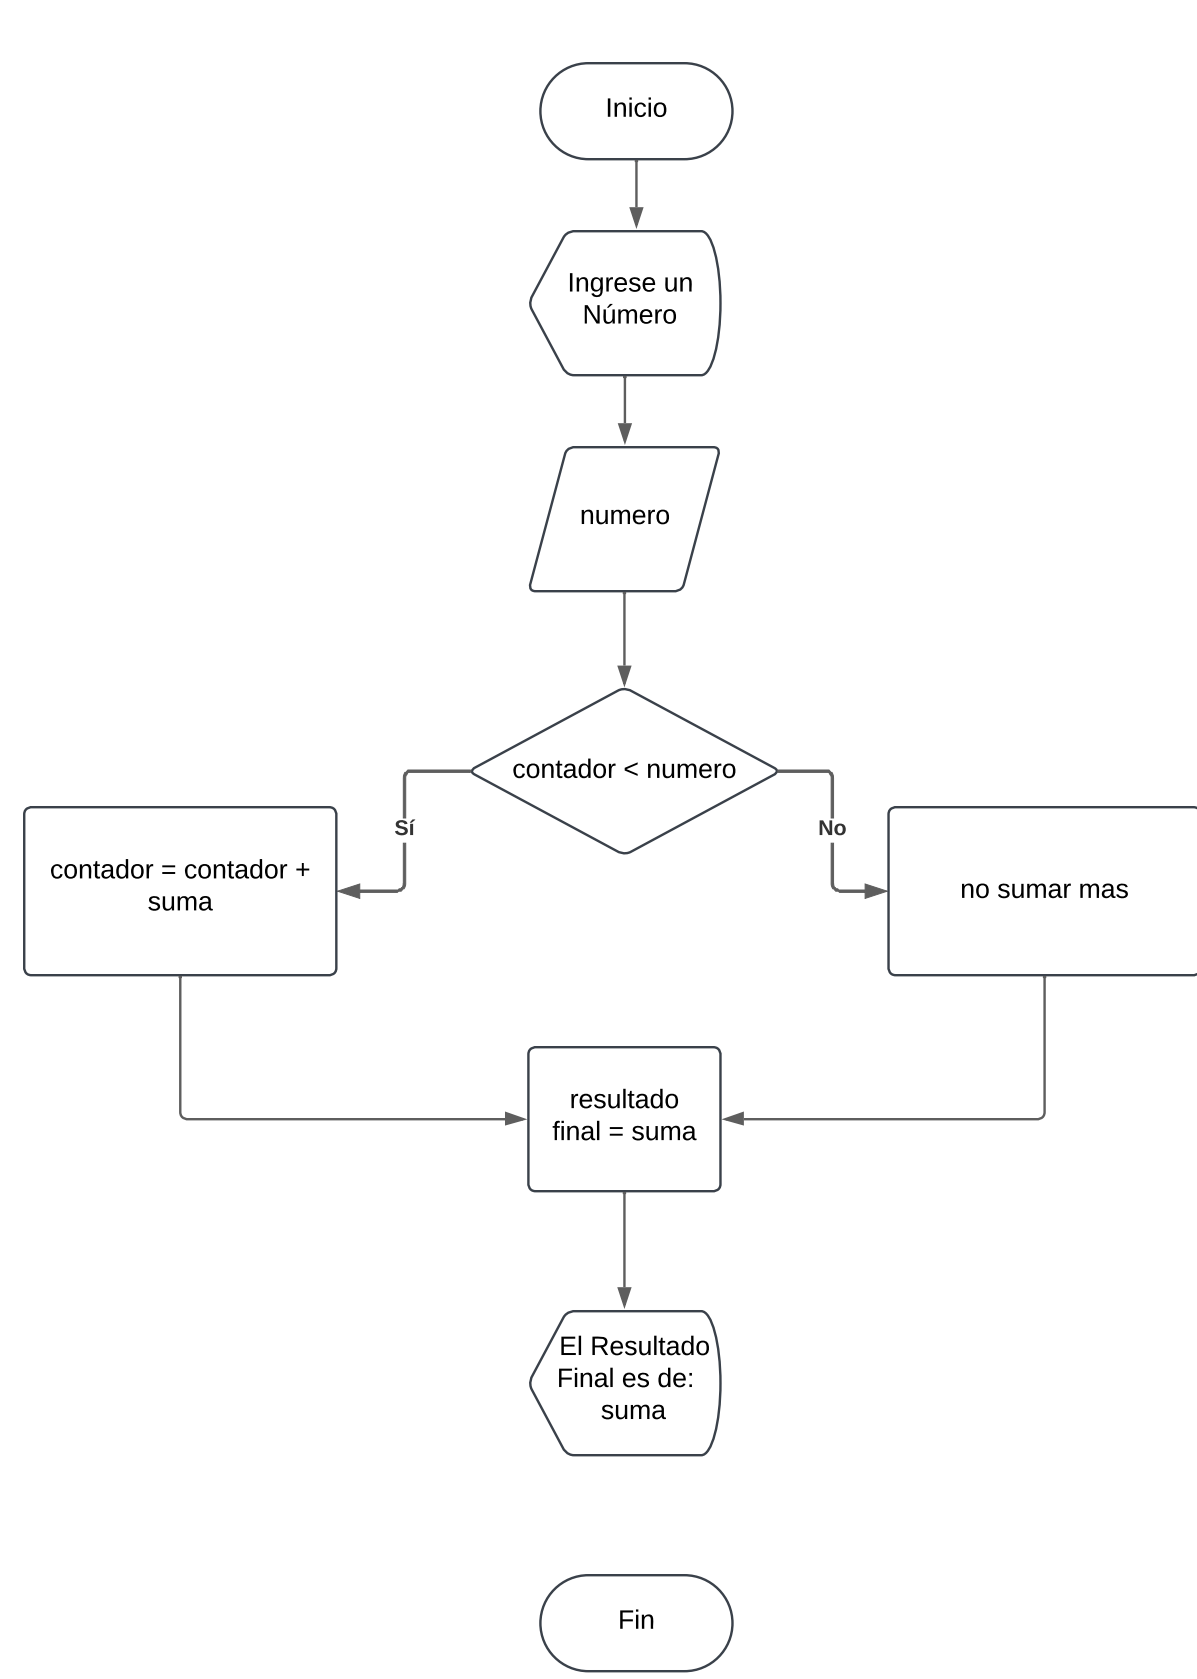 Inicio
Ingrese un
Número
numero
contador < numero
Sí
No
contador = contador +
suma
no sumar mas
resultado
final = suma
El Resultado
Final es de:
suma
Fin